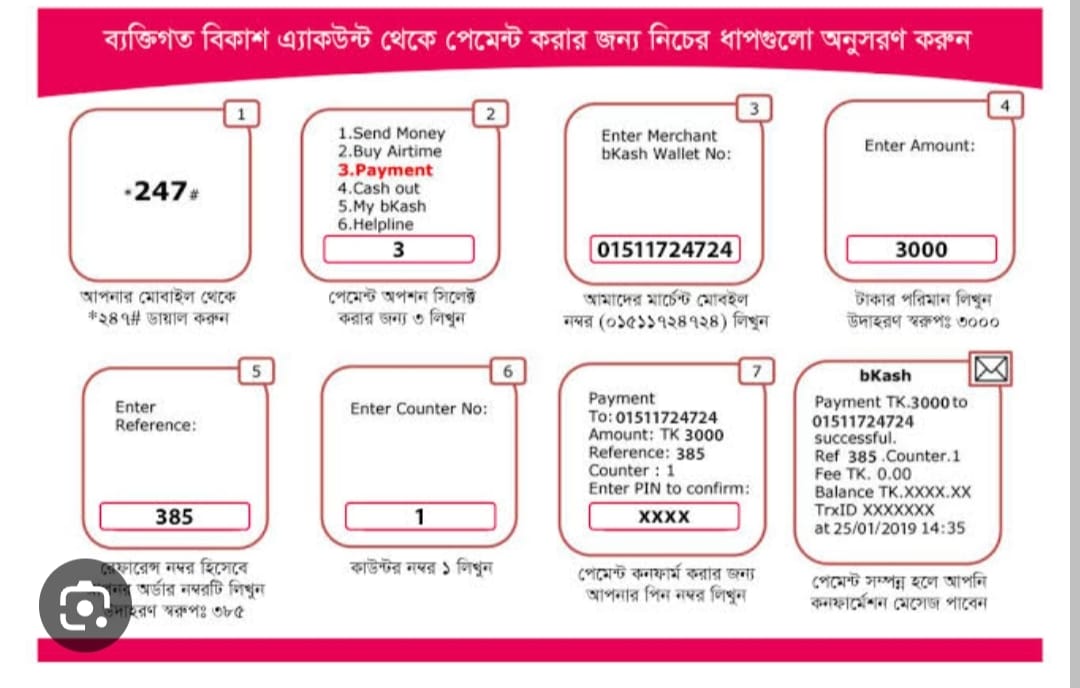 ব্যক্তিগত বিকাশ এ্যাকউন্ট থেকে পেমেন্ট করার জন্য নিচের ধাপগুলো অনুসরণ করুন
1
*247#
আপনার মোবাইল থেকে
*২৪৭# ডায়াল করুন
2
1.Send Money
2.Buy Airtime
3.Payment
4.Cash out
5.My bKash
6.Helpline
3
পেমেন্ট অপশন সিলেক্ট
করার জন্য ৩ লিখুন
3
Enter Merchant
bKash Wallet No:
01511724724
আমাদের মার্চেন্ট মোবইল
নম্বর (০১৫১১৭২৪৭২৪) লিখুন
4
Enter Amount:
3000
টাকার পরিমান লিখুন
উদাহরণ স্বরুপঃ ৩০০০
5
Enter
Reference:
385
রেফারেন্স নম্বর হিসেবে
অর্ডার নম্বরটি লিখুন
স্বরুপঃ ৩৮৫
6
Enter Counter No:
1
কাউন্টর নম্বর ১ লিখুন
7
Payment
To: 01511724724
Amount: TK 3000
Reference: 385
Counter : 1
Enter PIN to confirm:
XXXX
পেমেন্ট কনফার্ম করার জন্য
আপনার পিন নম্বর লিখুন
bKash
Payment TK.3000 to
01511724724
successful.
Ref 385 .Counter.1
Fee TK. 0.00
Balance TK.XXXX.XX
TrxID XXXXXXX
at 25/01/2019 14:35
পেমেন্ট সম্পন্ন হলে আপনি
কনফার্মেশন মেসেজ পাবেন